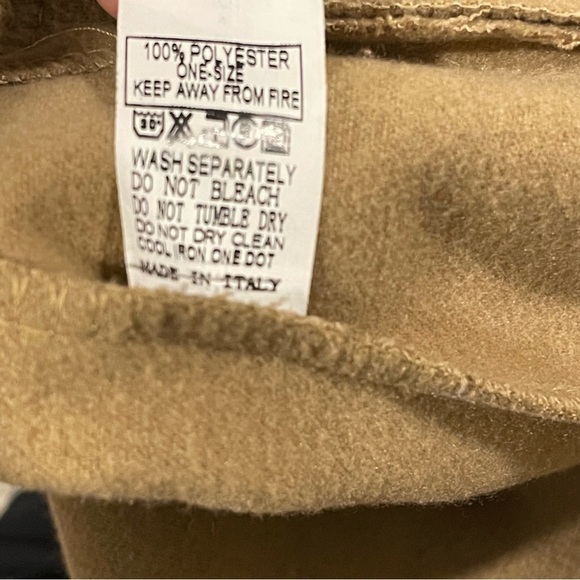 100% POLYESTER
ONE-SIZE
KEEP AWAY FROM FIRE
30°
WASH SEPARATELY
DO NOT BLEACH
DO NOT TUMBLE DRY
DO NOT DRY CLEAN
COOL IRON ONE DOT
MADE IN ITALY